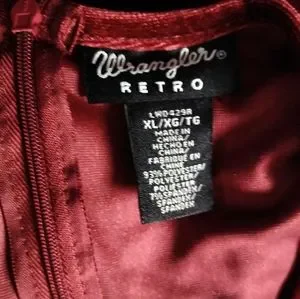 Wrangler®
RETRO
LWD429R
XL/XG/TG
MADE IN
CHINA/
HECHO EN
CHINA/
FABRIQUÉ EN
CHINE
93% POLYESTER/
POLYESTER/
POLIESTER
7% SPANDEX/
SPANDEX/
SPANDEX